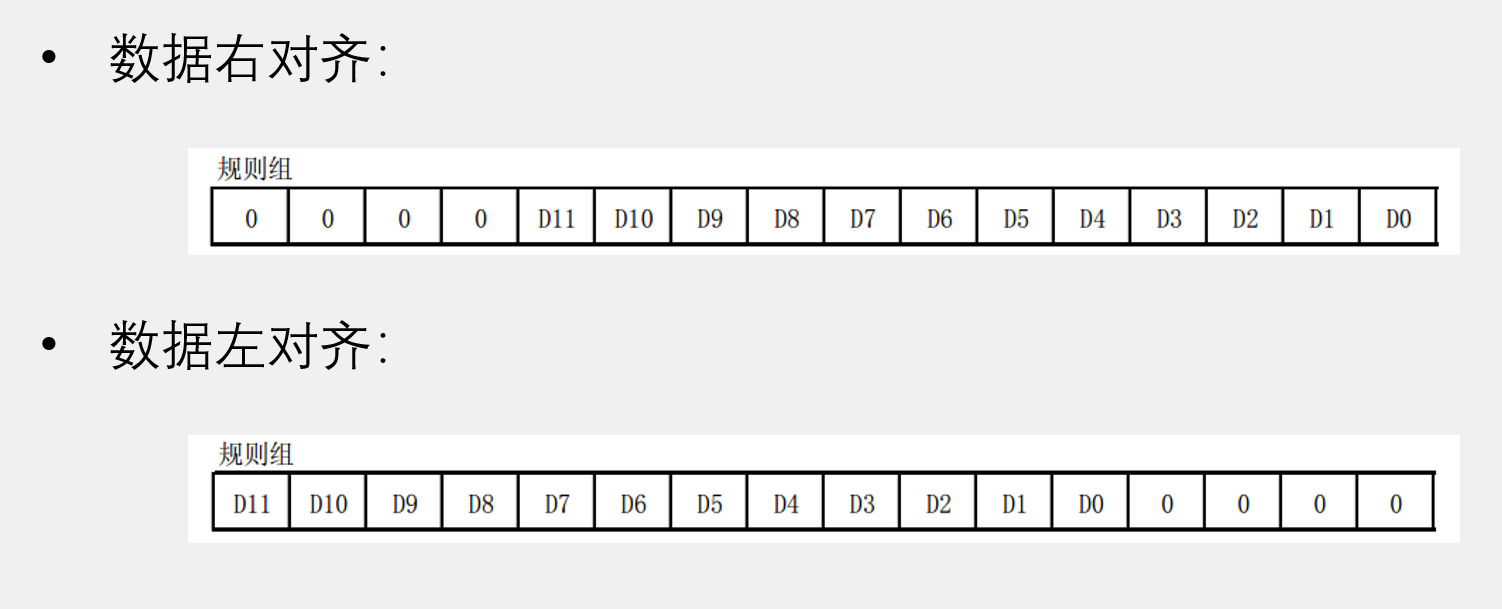 • 数据右对齐：
规则组
0 0 0 0 D11 D10 D9 D8 D7 D6 D5 D4 D3 D2 D1 D0
• 数据左对齐：
规则组
D11 D10 D9 D8 D7 D6 D5 D4 D3 D2 D1 D0 0 0 0 0